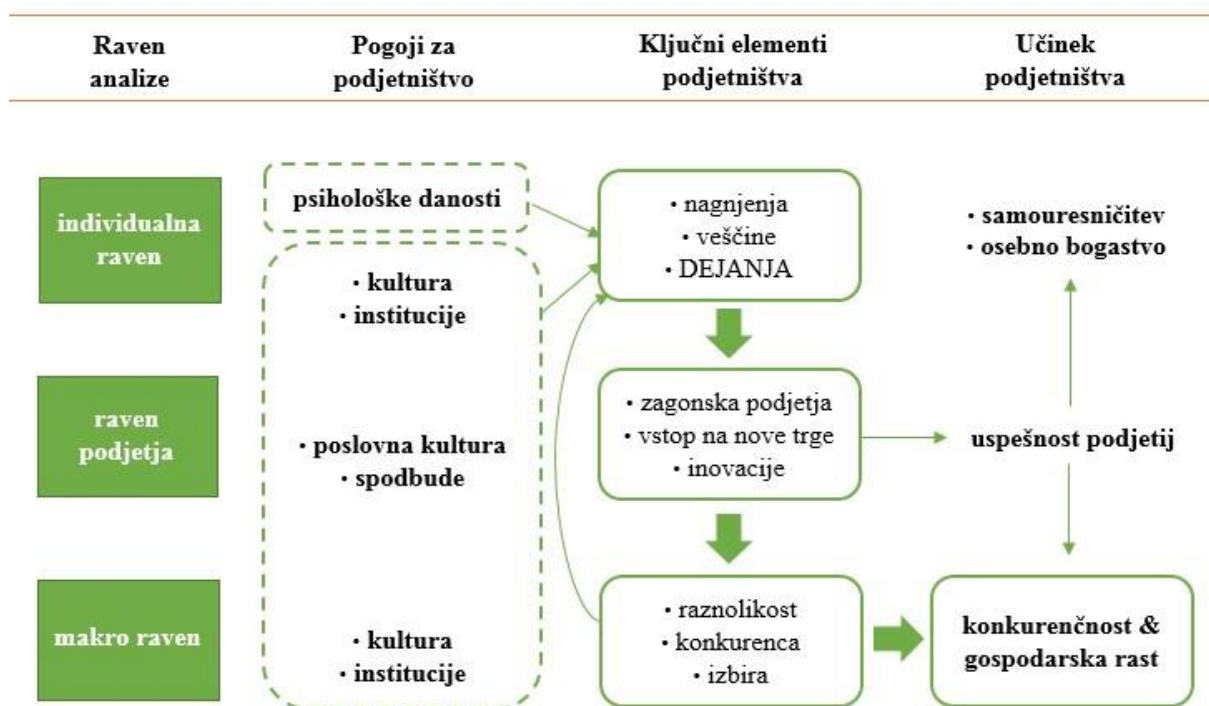 Raven
analize
Pogoji za
podjetništvo
Ključni elementi
podjetništva
Učinek
podjetništva
individualna
raven
psihološke danosti
• kultura
• institucije
• nagnjenja
• veščine
• DEJANJA
• samouresničitev
• osebno bogastvo
raven
podjetja
• poslovna kultura
• spodbude
• zagonska podjetja
• vstop na nove trge
• inovacije
uspešnost podjetij
makro raven
• kultura
• institucije
• raznolikost
• konkurenca
• izbira
konkurenčnost &
gospodarska rast